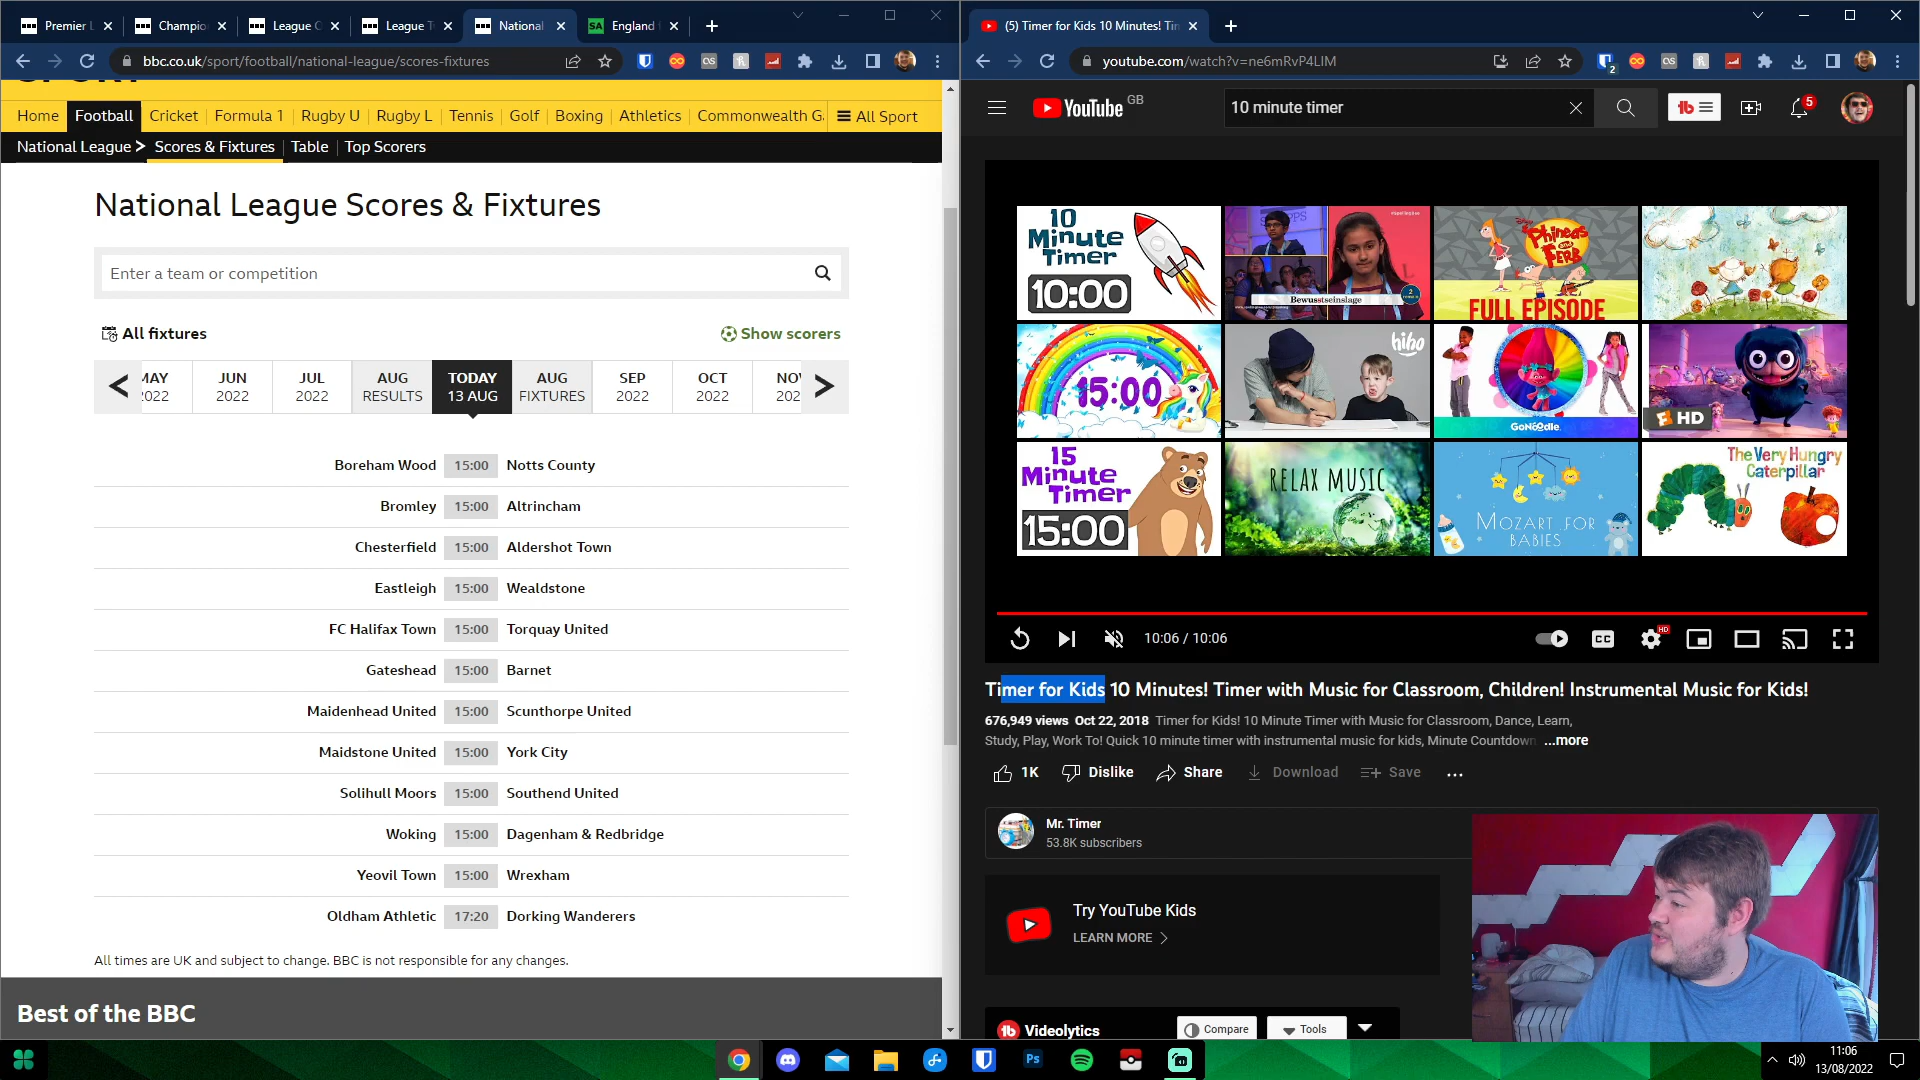 Premier L
Champio
League C
League T
National
England
(5) Timer for Kids 10 Minutes! Tim
bbc.co.uk/sport/football/national-league/scores-fixtures
youtube.com/watch?v=ne6mRvP4LIM
Home
Football
Cricket
Formula 1
Rugby U
Rugby L
Tennis
Golf
Boxing
Athletics
Commonwealth G
All Sport
National League
Scores & Fixtures
Table
Top Scorers
National League Scores & Fixtures
Enter a team or competition
All fixtures
Show scorers
MAY 2022
JUN 2022
JUL 2022
AUG RESULTS
TODAY 13 AUG
AUG FIXTURES
SEP 2022
OCT 2022
NOV 202
Boreham Wood 15:00 Notts County
Bromley 15:00 Altrincham
Chesterfield 15:00 Aldershot Town
Eastleigh 15:00 Wealdstone
FC Halifax Town 15:00 Torquay United
Gateshead 15:00 Barnet
Maidenhead United 15:00 Scunthorpe United
Maidstone United 15:00 York City
Solihull Moors 15:00 Southend United
Woking 15:00 Dagenham & Redbridge
Yeovil Town 15:00 Wrexham
Oldham Athletic 17:20 Dorking Wanderers
All times are UK and subject to change. BBC is not responsible for any changes.
Best of the BBC
YouTube GB
10 minute timer
5
10
Minute
Timer
10:00
Bewusstseinslage
Phineas and FERB
FULL EPISODE
15:00
hiho
GoNoodle
HD
15
Minute
Timer
15:00
RELAX MUSIC
MOZART FOR
BABIES
The Very Hungry
Caterpillar
10:06 / 10:06
CC
HD
Timer for Kids 10 Minutes! Timer with Music for Classroom, Children! Instrumental Music for Kids!
676,949 views Oct 22, 2018 Timer for Kids! 10 Minute Timer with Music for Classroom, Dance, Learn,
Study, Play, Work To! Quick 10 minute timer with instrumental music for kids, Minute Countdown ...more
1K
Dislike
Share
Download
Save
Mr. Timer
53.8K subscribers
Try YouTube Kids
LEARN MORE
Videolytics
Compare
Tools
Ps
11:06
13/08/2022